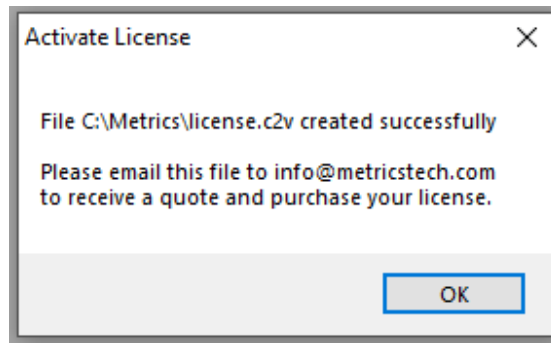 Activate License
File C:\Metrics\license.c2v created successfully
Please email this file to info@metricstech.com
to receive a quote and purchase your license.
OK